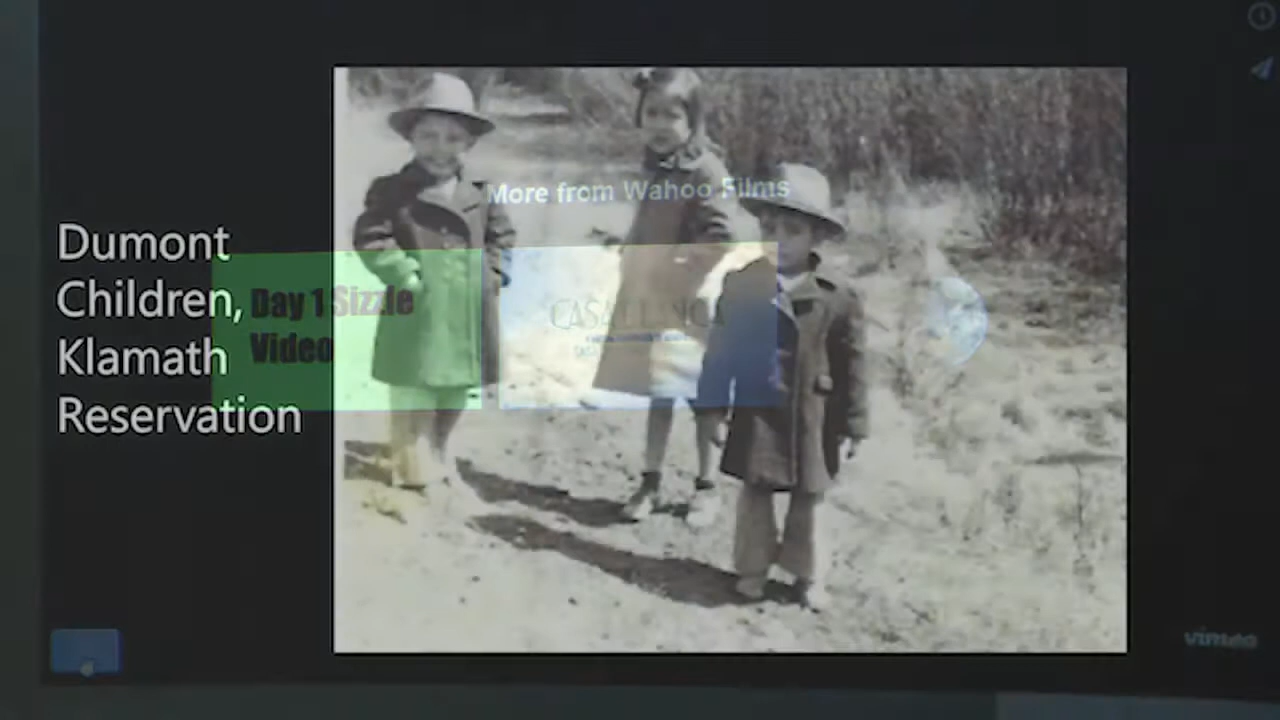 More from Wahoo Films
Dumont
Children,
Klamath
Reservation
Day 1 Sizzle
Video
vimeo